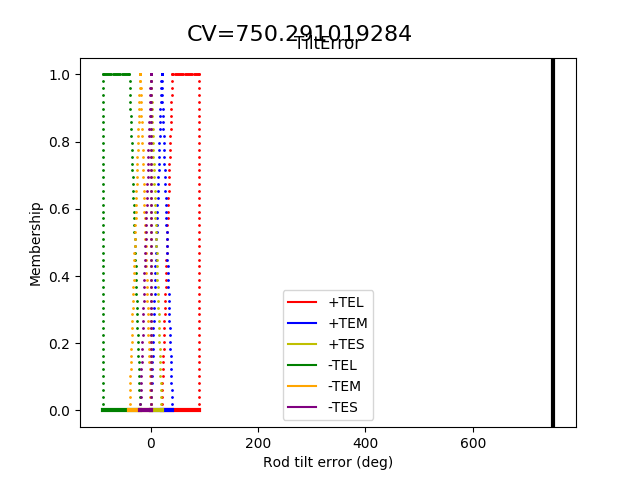 CV=750.291019284
TiltError
1.0
0.8
0.6
0.4
0.2
0.0
Membership
+TEL
+TEM
+TES
-TEL
-TEM
-TES
0 200 400 600
Rod tilt error (deg)